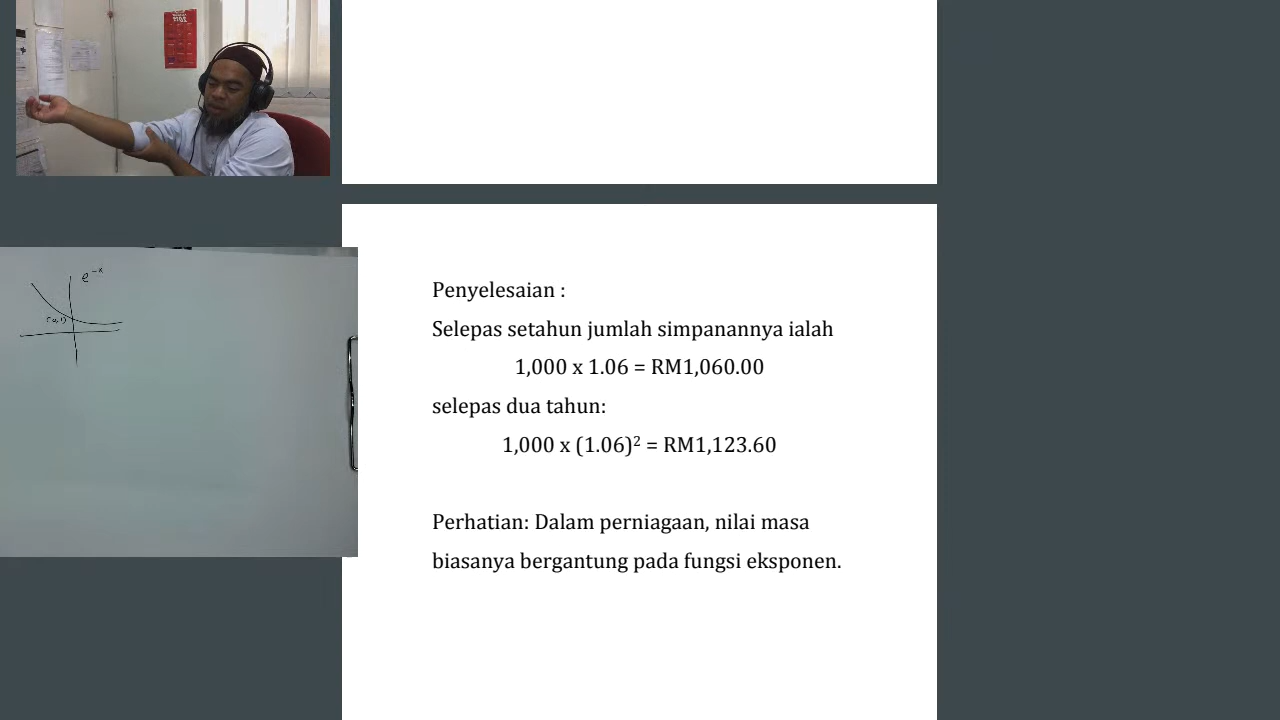 e⁻ˣ
Penyelesaian :
Selepas setahun jumlah simpanannya ialah
1,000 x 1.06 = RM1,060.00
selepas dua tahun:
1,000 x (1.06)² = RM1,123.60
Perhatian: Dalam perniagaan, nilai masa
biasanya bergantung pada fungsi eksponen.